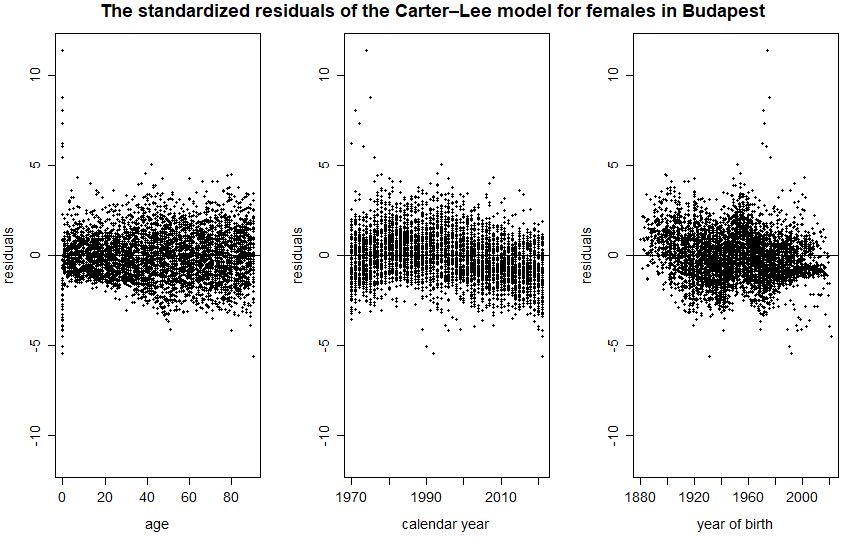 The standardized residuals of the Carter–Lee model for females in Budapest
residuals
10
5
0
-5
-10
0 20 40 60 80
age
residuals
10
5
0
-5
-10
1970 1990 2010
calendar year
residuals
10
5
0
-5
-10
1880 1920 1960 2000
year of birth